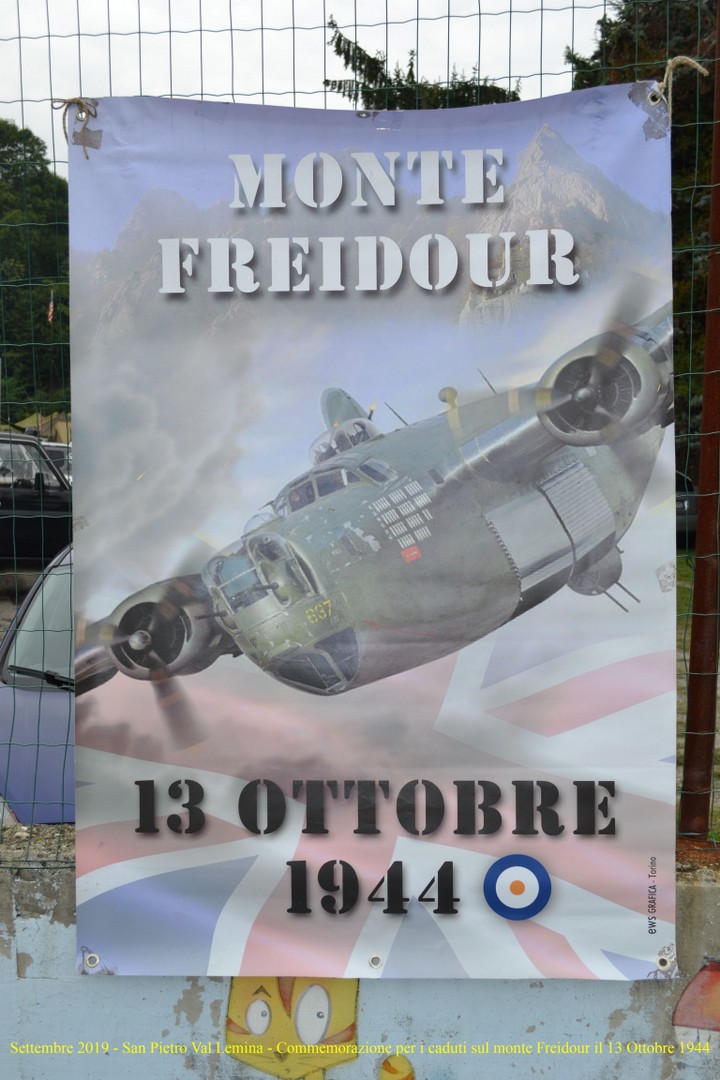 MONTE
FREIDOUR
837
13 OTTOBRE
1944
eWS GRAFICA - Torino
Settembre 2019 - San Pietro Val Lemina - Commemorazione per i caduti sul monte Freidour il 13 Ottobre 1944